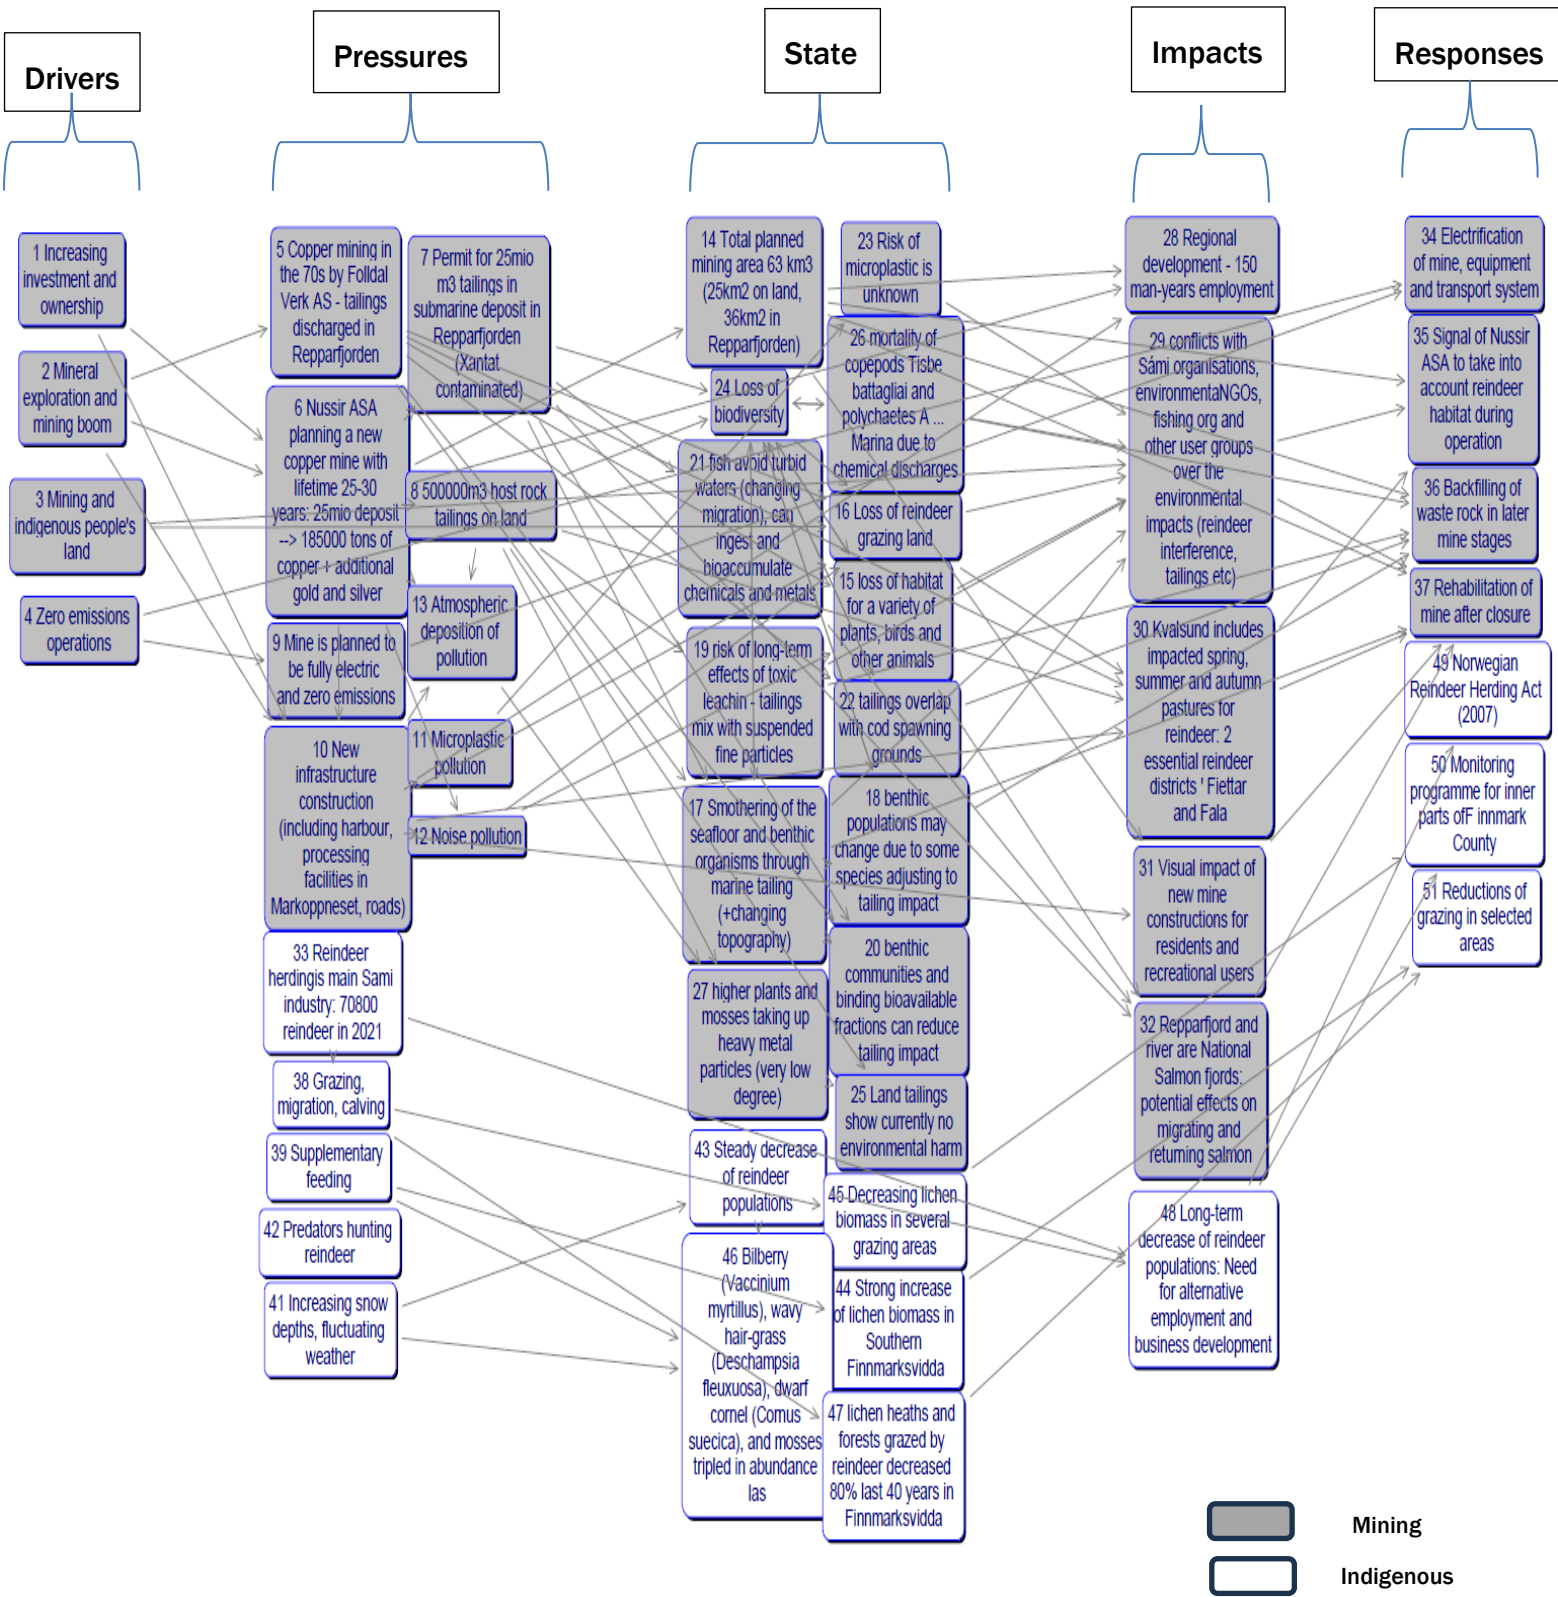 Drivers
Pressures
State
Impacts
Responses
1 Increasing
investment and
ownership
2 Mineral
exploration and
mining boom
3 Mining and
indigenous people's
land
4 Zero emissions
operations
5 Copper mining in
the 70s by Folldal
Verk AS - tailings
discharged in
Repparfjorden
6 Nussir ASA
planning a new
copper mine with
lifetime 25-30
years: 25mio deposit
--> 185000 tons of
copper + additional
gold and silver
9 Mine is planned to
be fully electric
and zero emissions
10 New
infrastructure
construction
(including harbour,
processing
facilities in
Markoppneset, roads)
33 Reindeer
herdingis main Sami
industry: 70800
reindeer in 2021
38 Grazing,
migration, calving
39 Supplementary
feeding
42 Predators hunting
reindeer
41 Increasing snow
depths, fluctuating
weather
7 Permit for 25mio
m3 tailings in
submarine deposit in
Repparfjorden
(Xantat
contaminated)
8 500000m3 host rock
tailings on land
13 Atmospheric
deposition of
pollution
11 Microplastic
pollution
12 Noise pollution
14 Total planned
mining area 63 km3
(25km2 on land,
36km2 in
Repparfjorden)
24 Loss of
biodiversity
21 fish avoid turbid
waters (changing
migration), can
ingest and
bioaccumulate
chemicals and metals
19 risk of long-term
effects of toxic
leachin - tailings
mix with suspended
fine particles
17 Smothering of the
seafloor and benthic
organisms through
marine tailing
(+changing
topography)
27 higher plants and
mosses taking up
heavy metal
particles (very low
degree)
43 Steady decrease
of reindeer
populations
46 Bilberry
(Vaccinium
myrtillus), wavy
hair-grass
(Deschampsia
fleuxuosa), dwarf
cornel (Cornus
suecica), and mosses
tripled in abundance
las
23 Risk of
microplastic is
unknown
26 mortality of
copepods Tisbe
battagliai and
polychaetes A ...
Marina due to
chemical discharges
16 Loss of reindeer
grazing land
15 loss of habitat
for a variety of
plants, birds and
other animals
22 tailings overlap
with cod spawning
grounds
18 benthic
populations may
change due to some
species adjusting to
tailing impact
20 benthic
communities and
binding bioavailable
fractions can reduce
tailing impact
25 Land tailings
show currently no
environmental harm
45 Decreasing lichen
biomass in several
grazing areas
44 Strong increase
of lichen biomass in
Southern
Finnmarksvidda
47 lichen heaths and
forests grazed by
reindeer decreased
80% last 40 years in
Finnmarksvidda
28 Regional
development - 150
man-years employment
29 conflicts with
Sámi organisations,
environmentaNGOs,
fishing org and
other user groups
over the
environmental
impacts (reindeer
interference,
tailings etc)
30 Kvalsund includes
impacted spring,
summer and autumn
pastures for
reindeer: 2
essential reindeer
districts ' Fiettar
and Fala
31 Visual impact of
new mine
constructions for
residents and
recreational users
32 Repparfjord and
river are National
Salmon fjords:
potential effects on
migrating and
returning salmon
48 Long-term
decrease of reindeer
populations: Need
for alternative
employment and
business development
34 Electrification
of mine, equipment
and transport system
35 Signal of Nussir
ASA to take into
account reindeer
habitat during
operation
36 Backfilling of
waste rock in later
mine stages
37 Rehabilitation of
mine after closure
49 Norwegian
Reindeer Herding Act
(2007)
50 Monitoring
programme for inner
parts ofF innmark
County
51 Reductions of
grazing in selected
areas
Mining
Indigenous